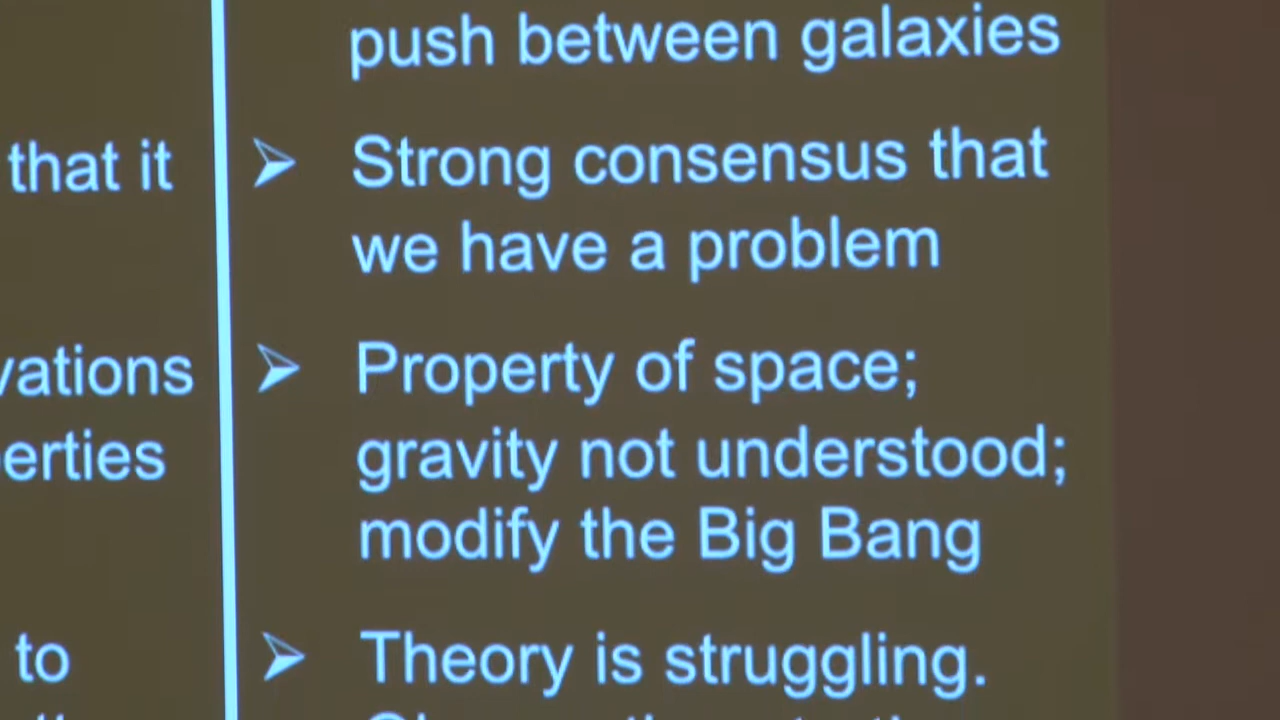 push between galaxies
that it
Strong consensus that
we have a problem
vations
Property of space;
erties
gravity not understood;
modify the Big Bang
to
Theory is struggling.